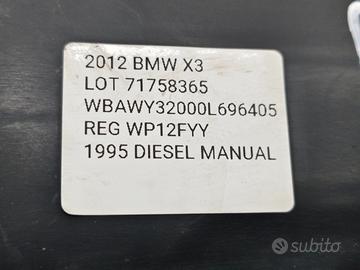 2012 BMW X3
LOT 71758365
WBAWY32000L696405
REG WP12FYY
1995 DIESEL MANUAL
subito